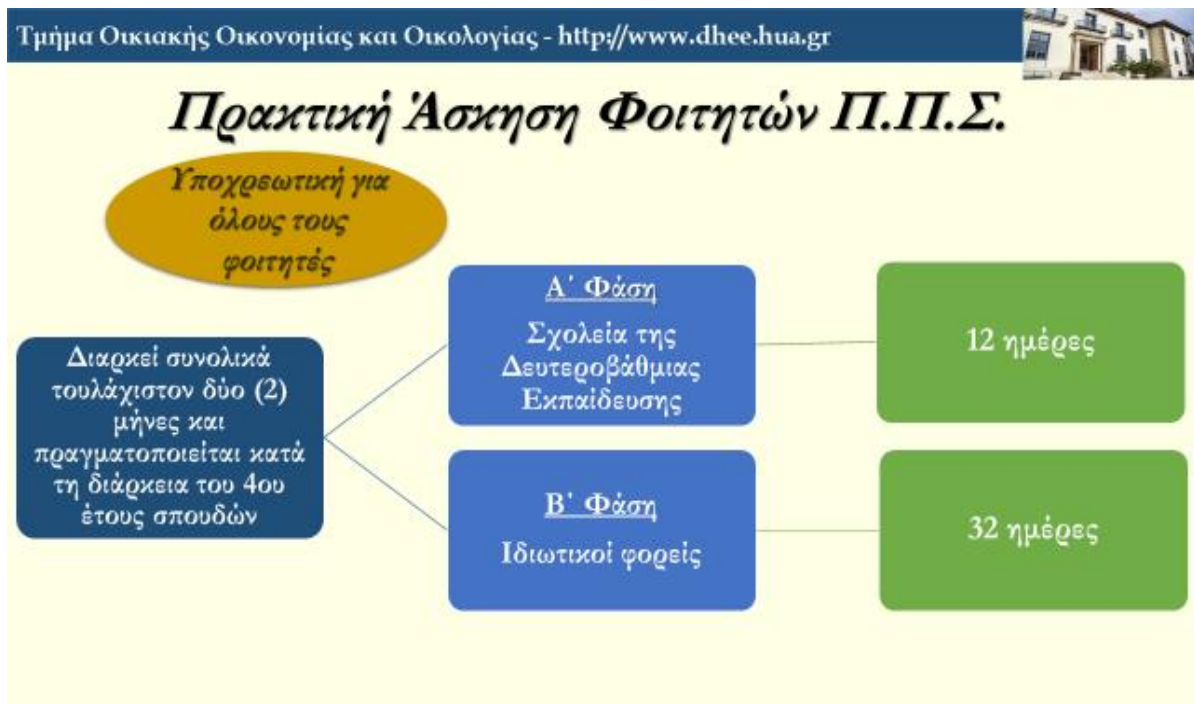 Τμήμα Οικιακής Οικονομίας και Οικολογίας - http://www.dhee.hua.gr
Πρακτική Άσκηση Φοιτητών Π.Π.Σ.
Υποχρεωτική για
όλους τους
φοιτητές
Διαρκεί συνολικά
τουλάχιστον δύο (2)
μήνες και
πραγματοποιείται κατά
τη διάρκεια του 4ου
έτους σπουδών
Α΄ Φάση
Σχολεία της
Δευτεροβάθμιας
Εκπαίδευσης
12 ημέρες
Β΄ Φάση
Ιδιωτικοί φορείς
32 ημέρες